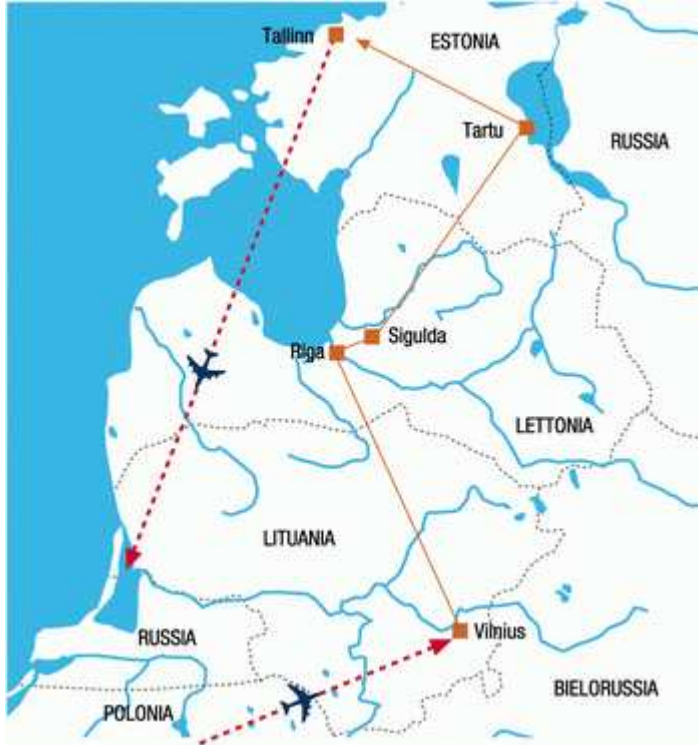 Tallinn
ESTONIA
Tartu
RUSSIA
Sigulda
Riga
LETTONIA
LITUANIA
Vilnius
RUSSIA
BIELORUSSIA
POLONIA